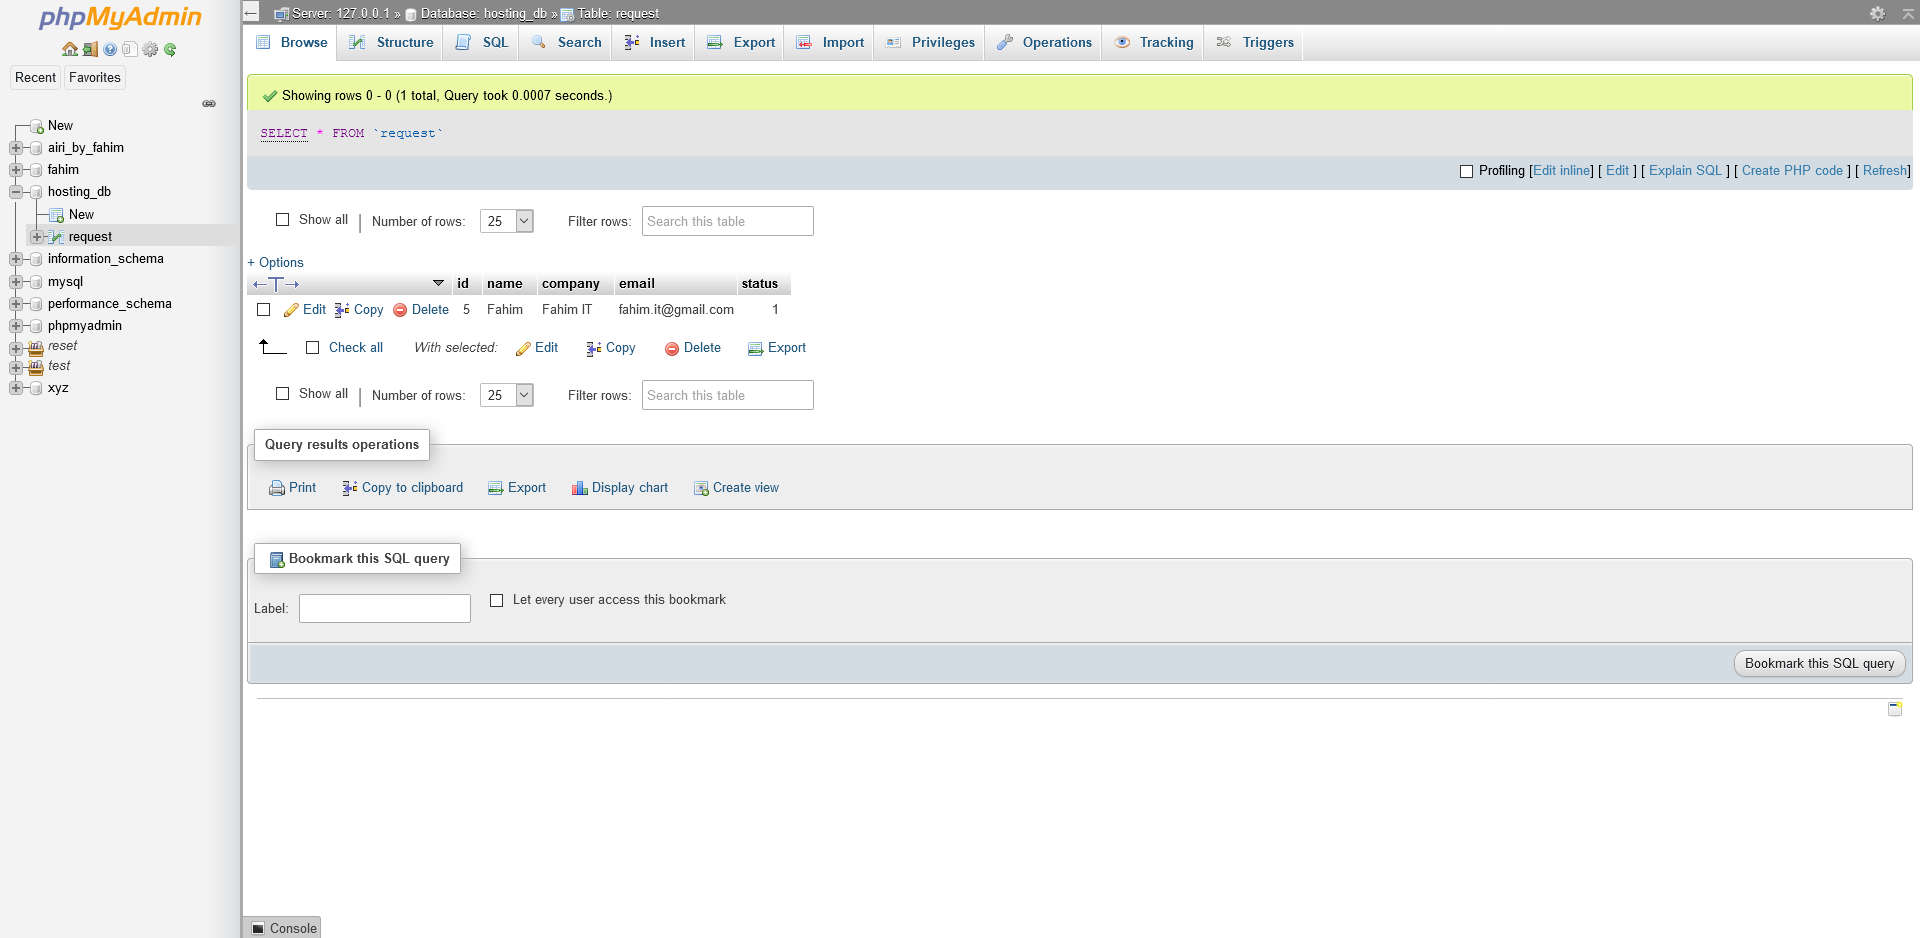 phpMyAdmin
Recent Favorites
New
airi_by_fahim
fahim
hosting_db
New
request
information_schema
mysql
performance_schema
phpmyadmin
reset
test
xyz
Server: 127.0.0.1 » Database: hosting_db » Table: request
Browse Structure SQL Search Insert Export Import Privileges Operations Tracking Triggers
Showing rows 0 - 0 (1 total, Query took 0.0007 seconds.)
SELECT * FROM `request`
Profiling [Edit inline] [ Edit ] [ Explain SQL ] [ Create PHP code ] [ Refresh]
Show all | Number of rows: 25 Filter rows: Search this table
+ Options
←T→ id name company email status
Edit Copy Delete 5 Fahim Fahim IT fahim.it@gmail.com 1
Check all With selected: Edit Copy Delete Export
Show all | Number of rows: 25 Filter rows: Search this table
Query results operations
Print Copy to clipboard Export Display chart Create view
Bookmark this SQL query
Label: Let every user access this bookmark
Bookmark this SQL query
Console